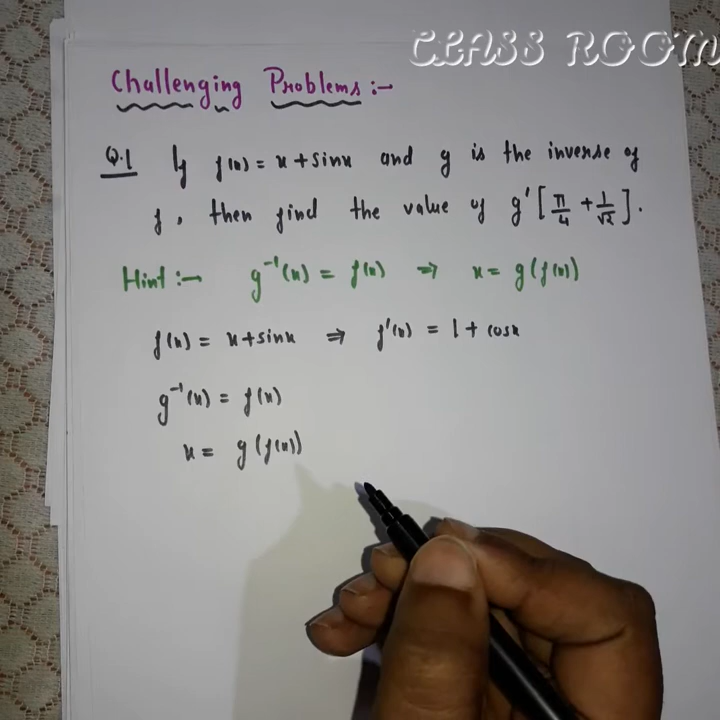 CLASS ROOM
Challenging Problems :-
Q.1 If f(x) = x + sinx and g is the inverse of
f, then find the value of g' [π/4 + 1/√2].
Hint :- g⁻¹(x) = f(x) ⇒ x = g(f(x))
f(x) = x + sinx ⇒ f'(x) = 1 + cosx
g⁻¹(x) = f(x)
x = g(f(x))